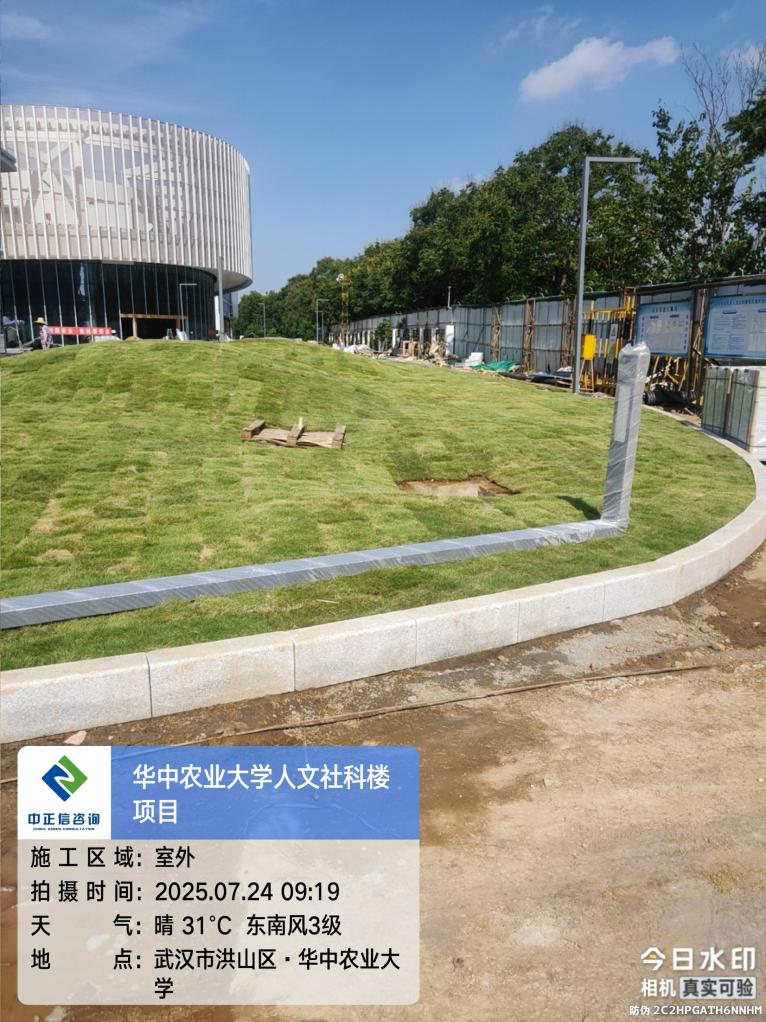 中正信咨询
华中农业大学人文社科楼
项目
施工区域：室外
拍摄时间：2025.07.24 09:19
天气：晴 31℃ 东南风3级
地点：武汉市洪山区·华中农业大
学
今日水印
相机 真实可验
防伪 2C2HPGATH6NNHM